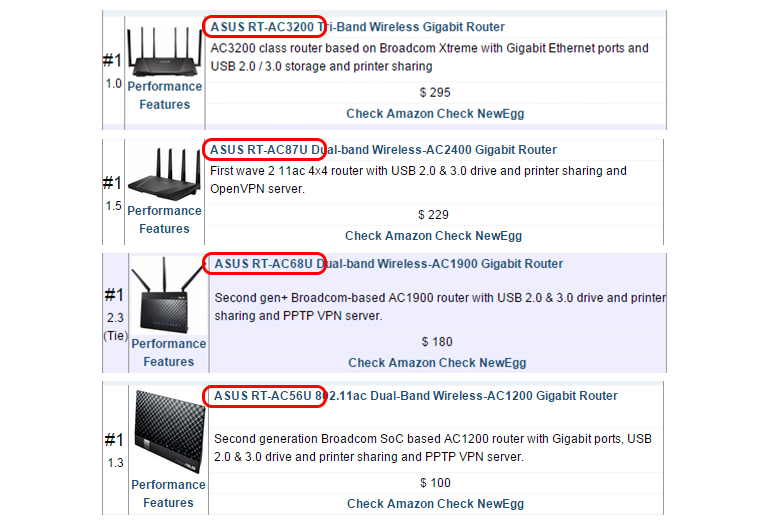 #1
1.0
Performance
Features
ASUS RT-AC3200 Tri-Band Wireless Gigabit Router
AC3200 class router based on Broadcom Xtreme with Gigabit Ethernet ports and
USB 2.0 / 3.0 storage and printer sharing
$ 295
Check Amazon Check NewEgg
#1
1.5
Performance
Features
ASUS RT-AC87U Dual-band Wireless-AC2400 Gigabit Router
First wave 2 11ac 4x4 router with USB 2.0 & 3.0 drive and printer sharing and
OpenVPN server.
$ 229
Check Amazon Check NewEgg
#1
2.3
(Tie)
Performance
Features
ASUS RT-AC68U Dual-band Wireless-AC1900 Gigabit Router
Second gen+ Broadcom-based AC1900 router with USB 2.0 & 3.0 drive and printer
sharing and PPTP VPN server.
$ 180
Check Amazon Check NewEgg
#1
1.3
Performance
Features
ASUS RT-AC56U 802.11ac Dual-Band Wireless-AC1200 Gigabit Router
Second generation Broadcom SoC based AC1200 router with Gigabit ports, USB
2.0 & 3.0 drive and printer sharing and PPTP VPN server.
$ 100
Check Amazon Check NewEgg